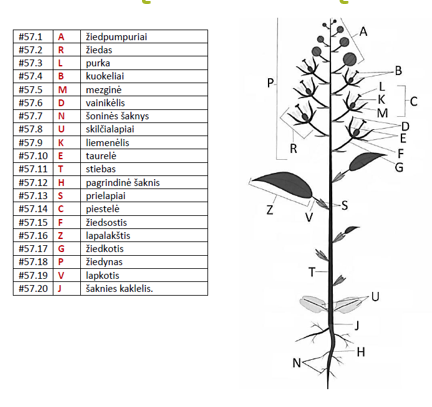 #57.1 A žiedpumpuriai
#57.2 R žiedas
#57.3 L purka
#57.4 B kuokeliai
#57.5 M mezginė
#57.6 D vainikėlis
#57.7 N šoninės šaknys
#57.8 U skilčialapiai
#57.9 K liemenėlis
#57.10 E taurelė
#57.11 T stiebas
#57.12 H pagrindinė šaknis
#57.13 S prielapiai
#57.14 C piestelė
#57.15 F žiedsostis
#57.16 Z lapalakštis
#57.17 G žiedkotis
#57.18 P žiedynas
#57.19 V lapkotis
#57.20 J šaknies kaklelis.
A
B
P
L
K
C
M
D
R
E
F
G
Z
V
S
T
U
J
H
N